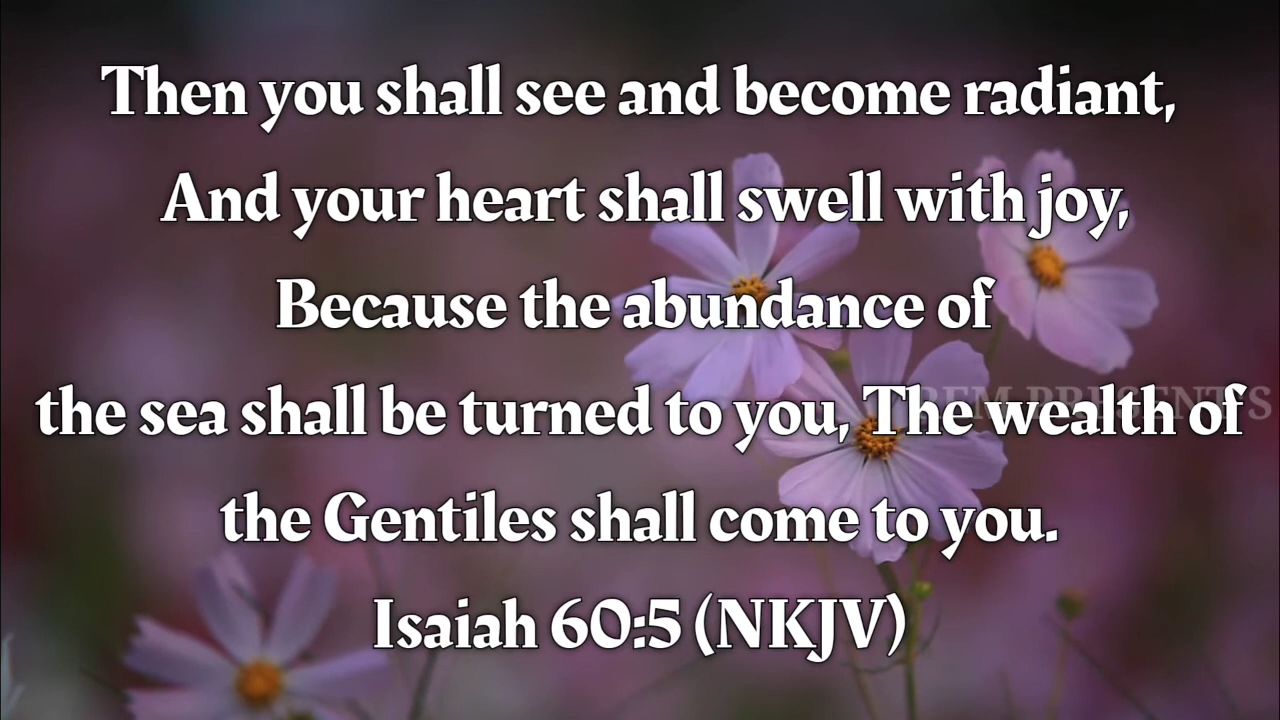 Then you shall see and become radiant,
And your heart shall swell with joy,
Because the abundance of
the sea shall be turned to you, The wealth of
the Gentiles shall come to you.
Isaiah 60:5 (NKJV)
PRESENTS